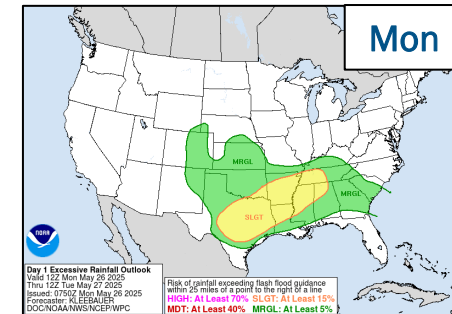 Mon
MRGL
MRGL
SLGT
NOAA
Day 1 Excessive Rainfall Outlook
Valid 12Z Mon May 26 2025
Thru 12Z Tue May 27 2025
Issued: 0750Z Mon May 26 2025
Forecaster: KLEEBAUER
DOC/NOAA/NWS/NCEP/WPC
Risk of rainfall exceeding flash flood guidance
within 25 miles of a point to the right of a line
HIGH: At Least 70% SLGT: At Least 15%
MDT: At Least 40% MRGL: At Least 5%